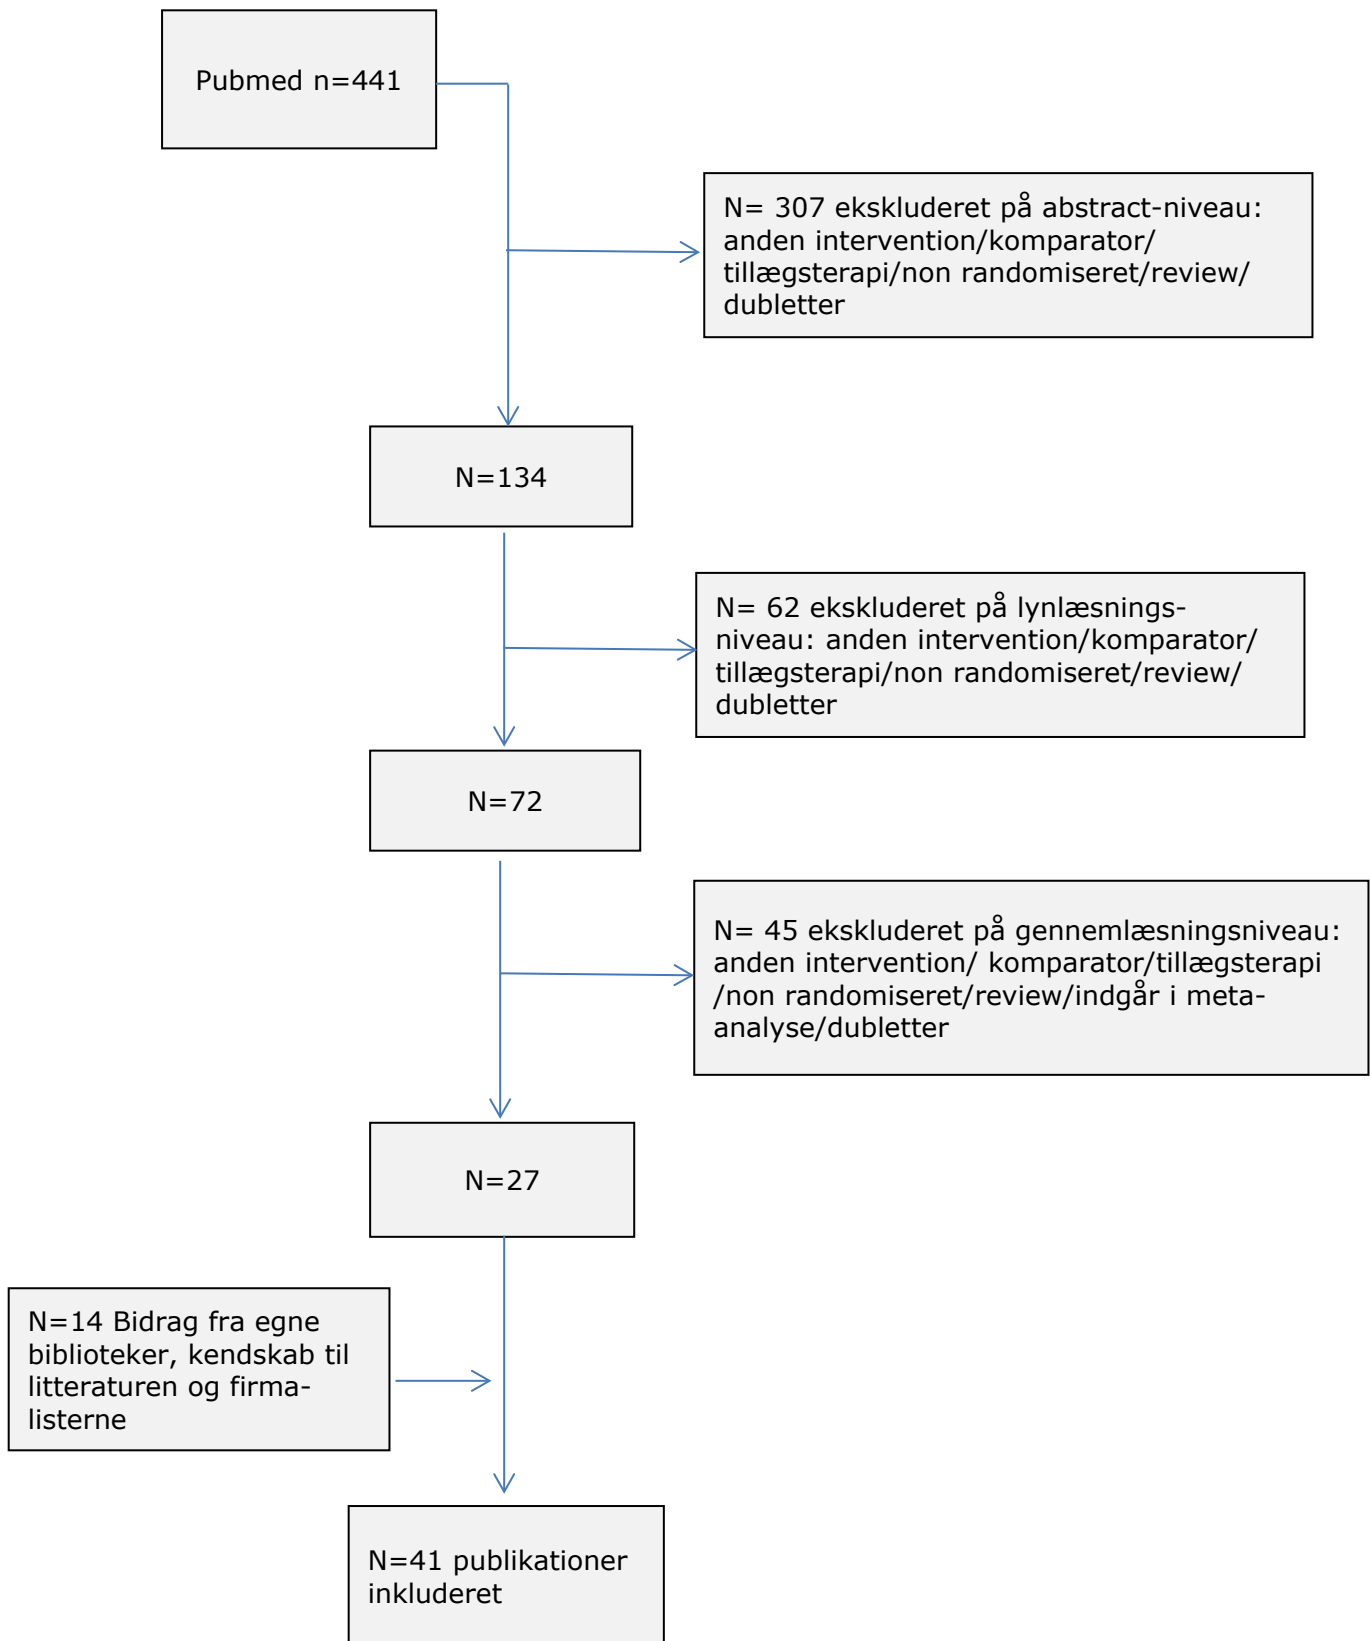 Pubmed n=441
N= 307 ekskluderet på abstract-niveau:
anden intervention/komparator/
tillægsterapi/non randomiseret/review/
dubletter
N=134
N= 62 ekskluderet på lynlæsnings-
niveau: anden intervention/komparator/
tillægsterapi/non randomiseret/review/
dubletter
N=72
N= 45 ekskluderet på gennemlæsningsniveau:
anden intervention/ komparator/tillægsterapi
/non randomiseret/review/indgår i meta-
analyse/dubletter
N=27
N=14 Bidrag fra egne
biblioteker, kendskab til
litteraturen og firma-
listerne
N=41 publikationer
inkluderet